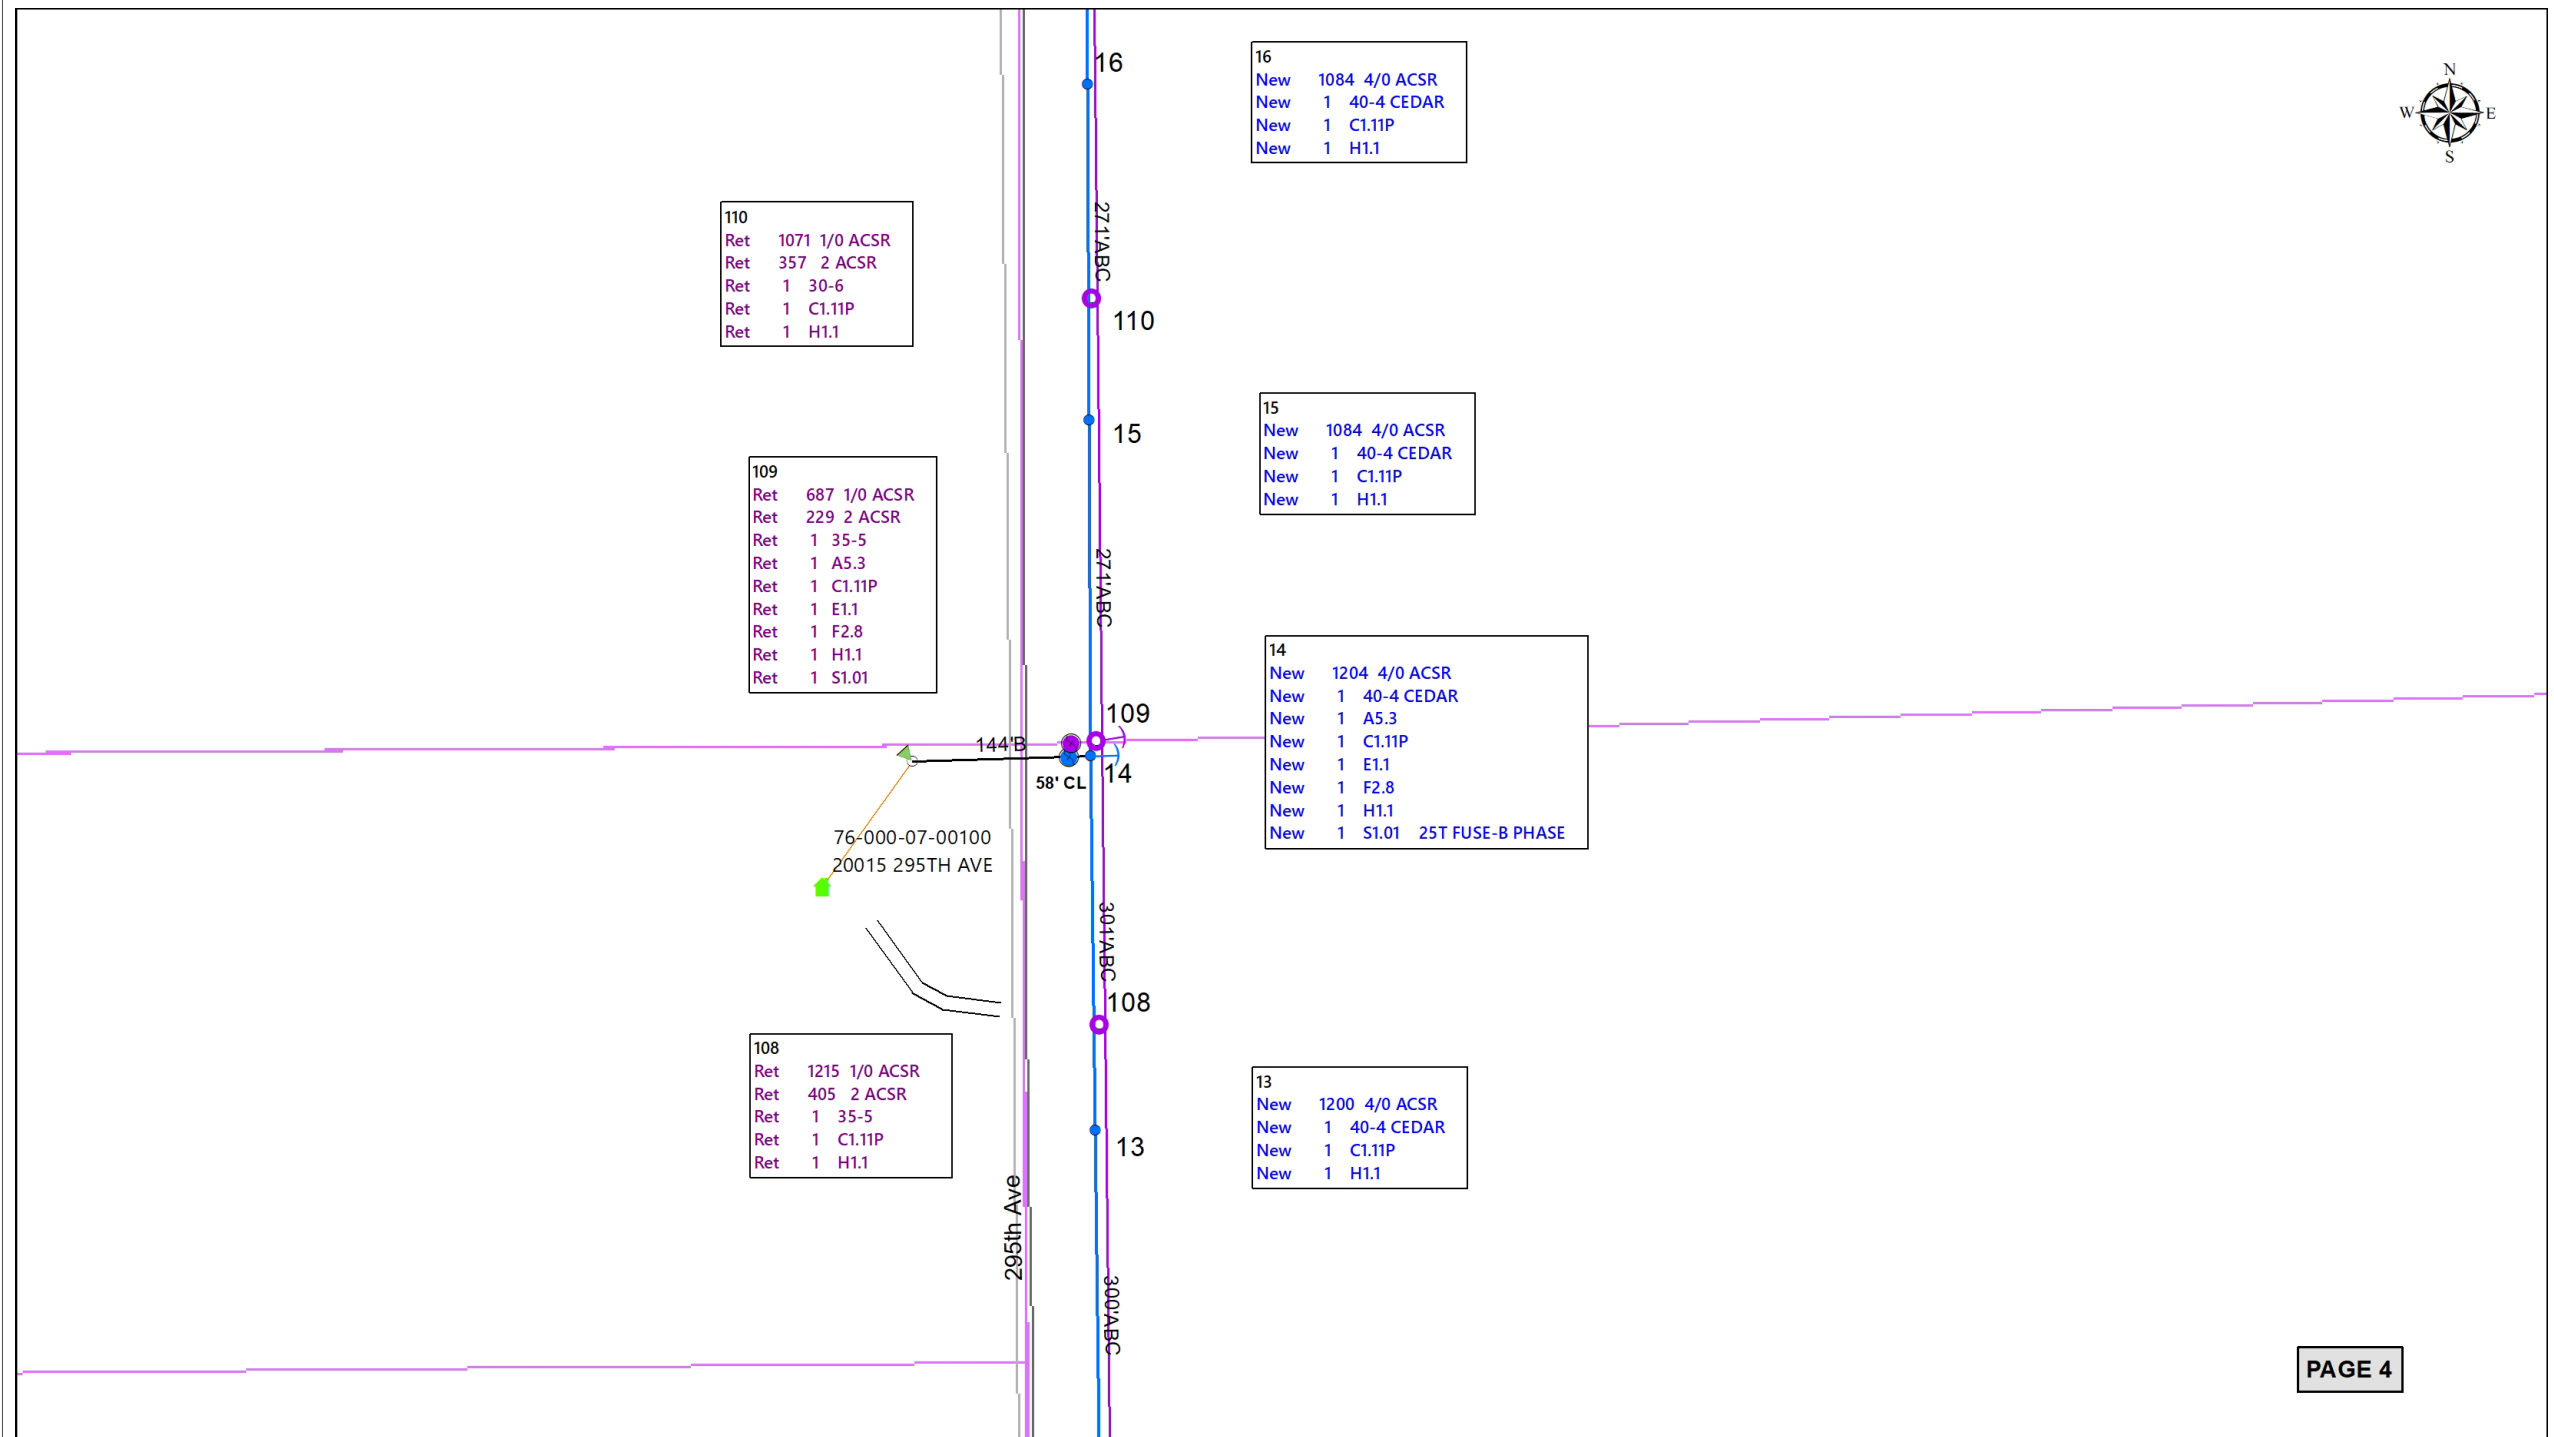 16
16
New 1084 4/0 ACSR
New 1 40-4 CEDAR
New 1 C1.11P
New 1 H1.1
N
W E
S
110
Ret 1071 1/0 ACSR
Ret 357 2 ACSR
Ret 1 30-6
Ret 1 C1.11P
Ret 1 H1.1
271'ABC
110
15
15
New 1084 4/0 ACSR
New 1 40-4 CEDAR
New 1 C1.11P
New 1 H1.1
109
Ret 687 1/0 ACSR
Ret 229 2 ACSR
Ret 1 35-5
Ret 1 A5.3
Ret 1 C1.11P
Ret 1 E1.1
Ret 1 F2.8
Ret 1 H1.1
Ret 1 S1.01
271'ABC
109
144'B
14
58' CL
14
New 1204 4/0 ACSR
New 1 40-4 CEDAR
New 1 A5.3
New 1 C1.11P
New 1 E1.1
New 1 F2.8
New 1 H1.1
New 1 S1.01 25T FUSE-B PHASE
76-000-07-00100
20015 295TH AVE
301'ABC
108
108
Ret 1215 1/0 ACSR
Ret 405 2 ACSR
Ret 1 35-5
Ret 1 C1.11P
Ret 1 H1.1
13
13
New 1200 4/0 ACSR
New 1 40-4 CEDAR
New 1 C1.11P
New 1 H1.1
295th Ave
300'ABC
PAGE 4